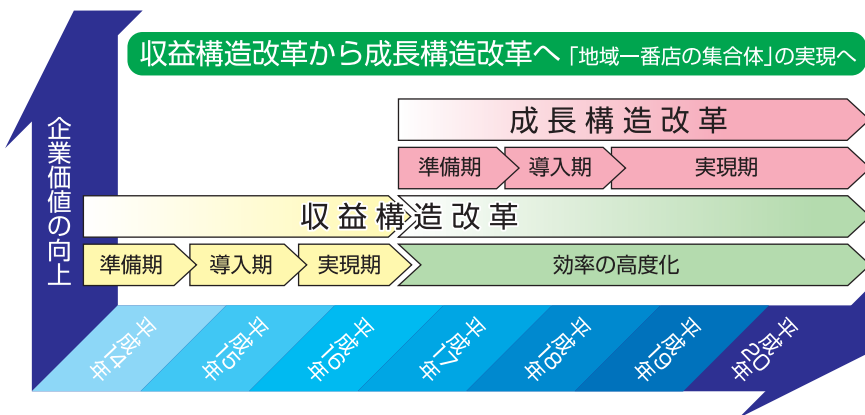 収益構造改革から成長構造改革へ「地域一番店の集合体」の実現へ
企業価値の向上
成長構造改革
準備期 導入期 実現期
収益構造改革
準備期 導入期 実現期 効率の高度化
平成14年 平成15年 平成16年 平成17年 平成18年 平成19年 平成20年